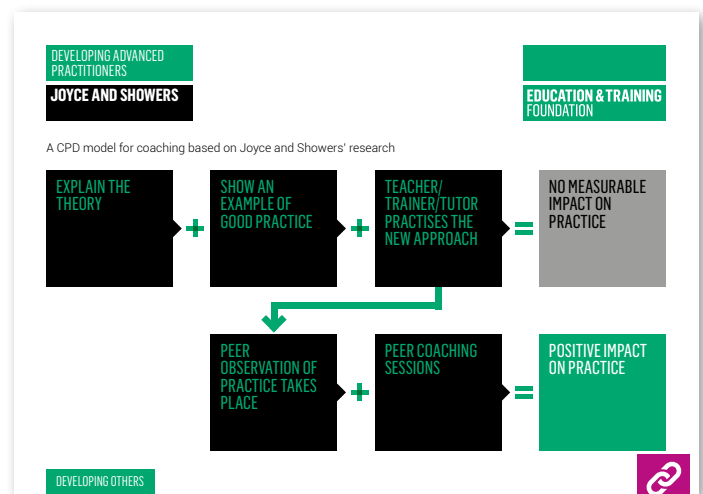 DEVELOPING ADVANCED
PRACTITIONERS
JOYCE AND SHOWERS
EDUCATION & TRAINING
FOUNDATION
A CPD model for coaching based on Joyce and Showers' research
EXPLAIN THE
THEORY
+
SHOW AN
EXAMPLE OF
GOOD PRACTICE
+
TEACHER/
TRAINER/TUTOR
PRACTISES THE
NEW APPROACH
=
NO MEASURABLE
IMPACT ON
PRACTICE
PEER
OBSERVATION OF
PRACTICE TAKES
PLACE
+
PEER COACHING
SESSIONS
=
POSITIVE IMPACT
ON PRACTICE
DEVELOPING OTHERS